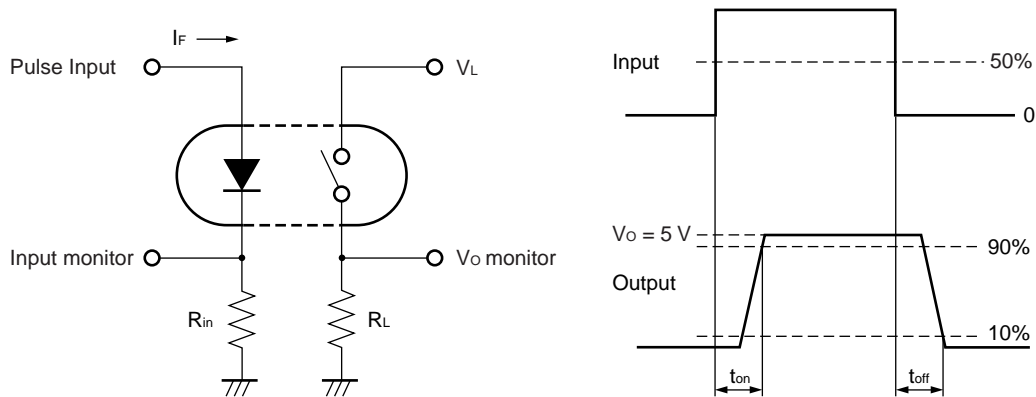 IF
Pulse Input
VL
Input monitor
VO monitor
Rin
RL
Input
50%
0
VO = 5 V
90%
Output
10%
ton
toff